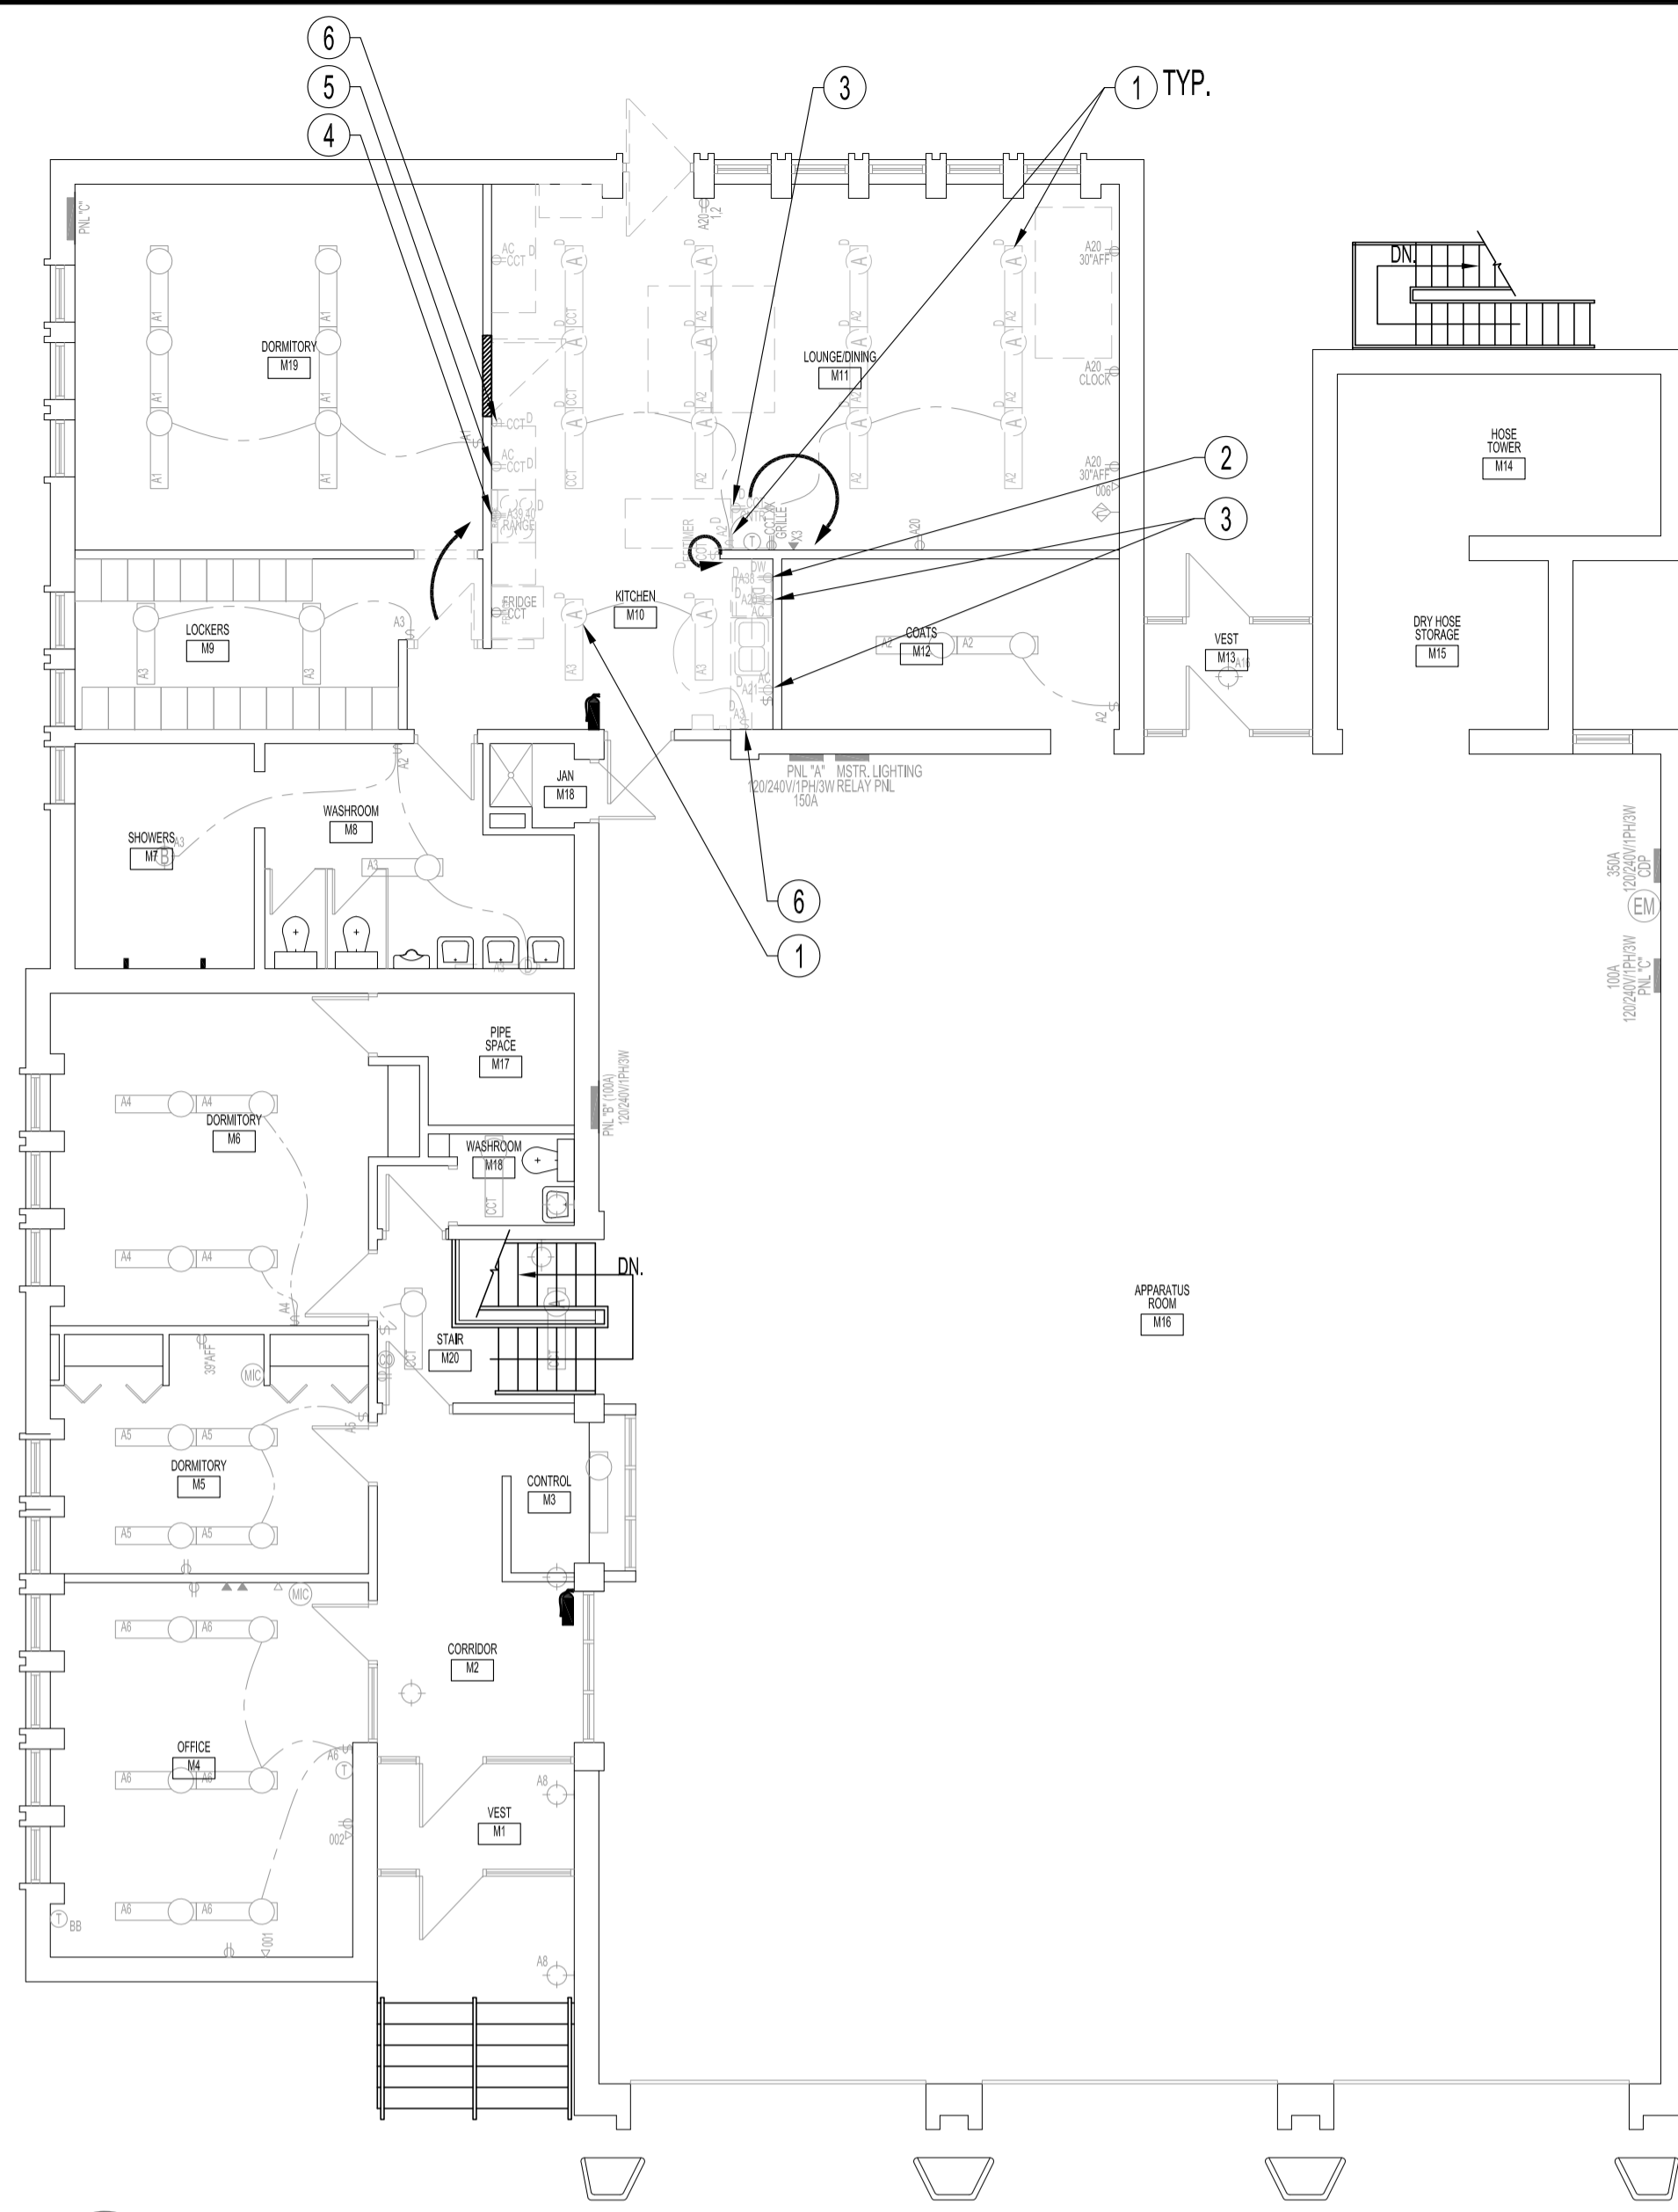 6
5
4
3
1 TYP.
PNL "C"
A20
1,2
DN.
AC
CCT
D
A20
30"AFF
A1
A1
DORMITORY
M19
LOUNGE/DINING
M11
A20
CLOCK
A1
A1
CCT
CCT
CCT
A2
A2
A2
HOSE
TOWER
M14
A20
30"AFF
006
2
3
AC
CCT
A39,40
RANGE
GRILLE
X3
A20
T
DW
A38
FRIDGE
CCT
KITCHEN
M10
LOCKERS
M9
A3
A3
A3
COATS
M12
A2
A2
A2
VEST
M13
A16
DRY HOSE
STORAGE
M15
AC
A21
A3
A3
A3
PNL "A"
120/240V/1PH/3W
150A
MSTR. LIGHTING
RELAY PNL
JAN
M18
A2
WASHROOM
M8
SHOWERS
M7
B
A3
A3
A3
D
6
1
350A
120/240V/1PH/3W
CDP
EM
100A
120/240V/1PH/3W
PNL "C"
PIPE
SPACE
M17
PNL "B" (100A)
120/240V/1PH/3W
A4
A4
DORMITORY
M6
WASHROOM
M18
CCT
A4
A4
A4
DN.
STAIR
M20
CCT
CCT
39"AFF
MIC
APPARATUS
ROOM
M16
A5
A5
A5
DORMITORY
M5
CONTROL
M3
A5
A5
MIC
A6
A6
CORRIDOR
M2
OFFICE
M4
A6
A6
A6
T
002
A8
VEST
M1
A6
A6
T
BB
001
A8